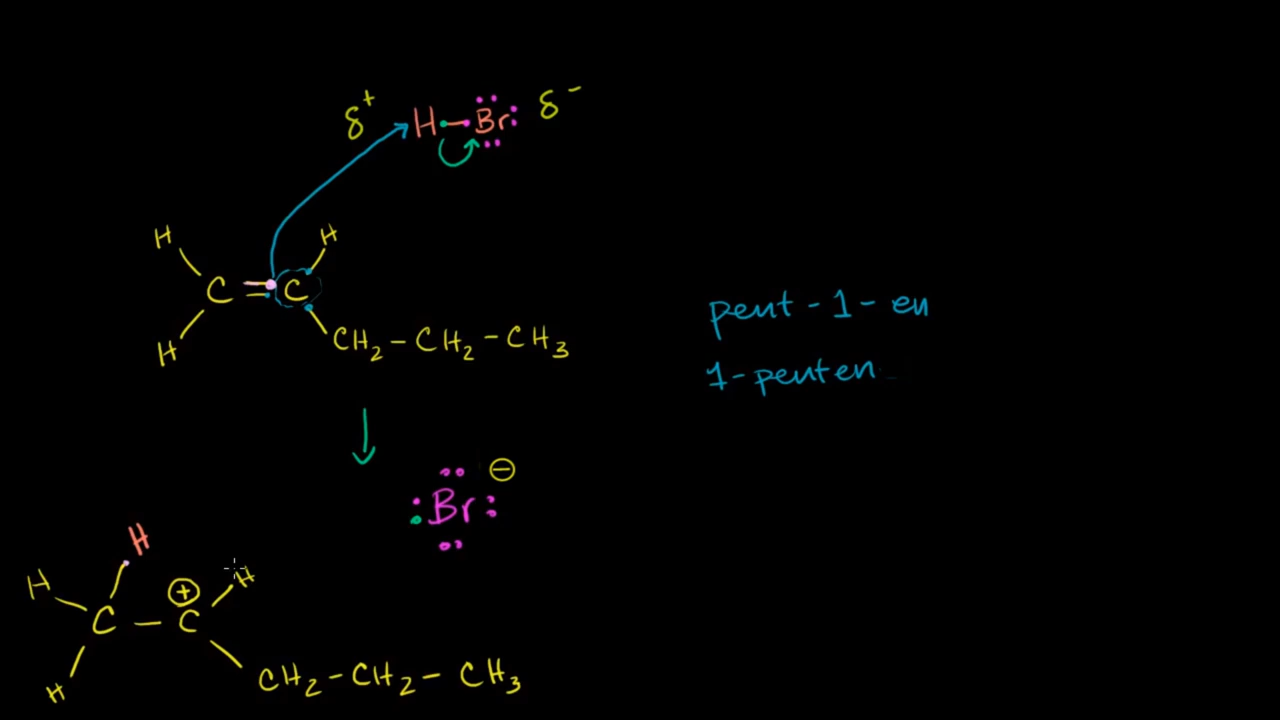 δ+ H-Br δ-
H H
C=C
H CH2-CH2-CH3
pent-1-en
1-penten
Br ⊖
H
H ⊕ H
C-C
H CH2-CH2-CH3